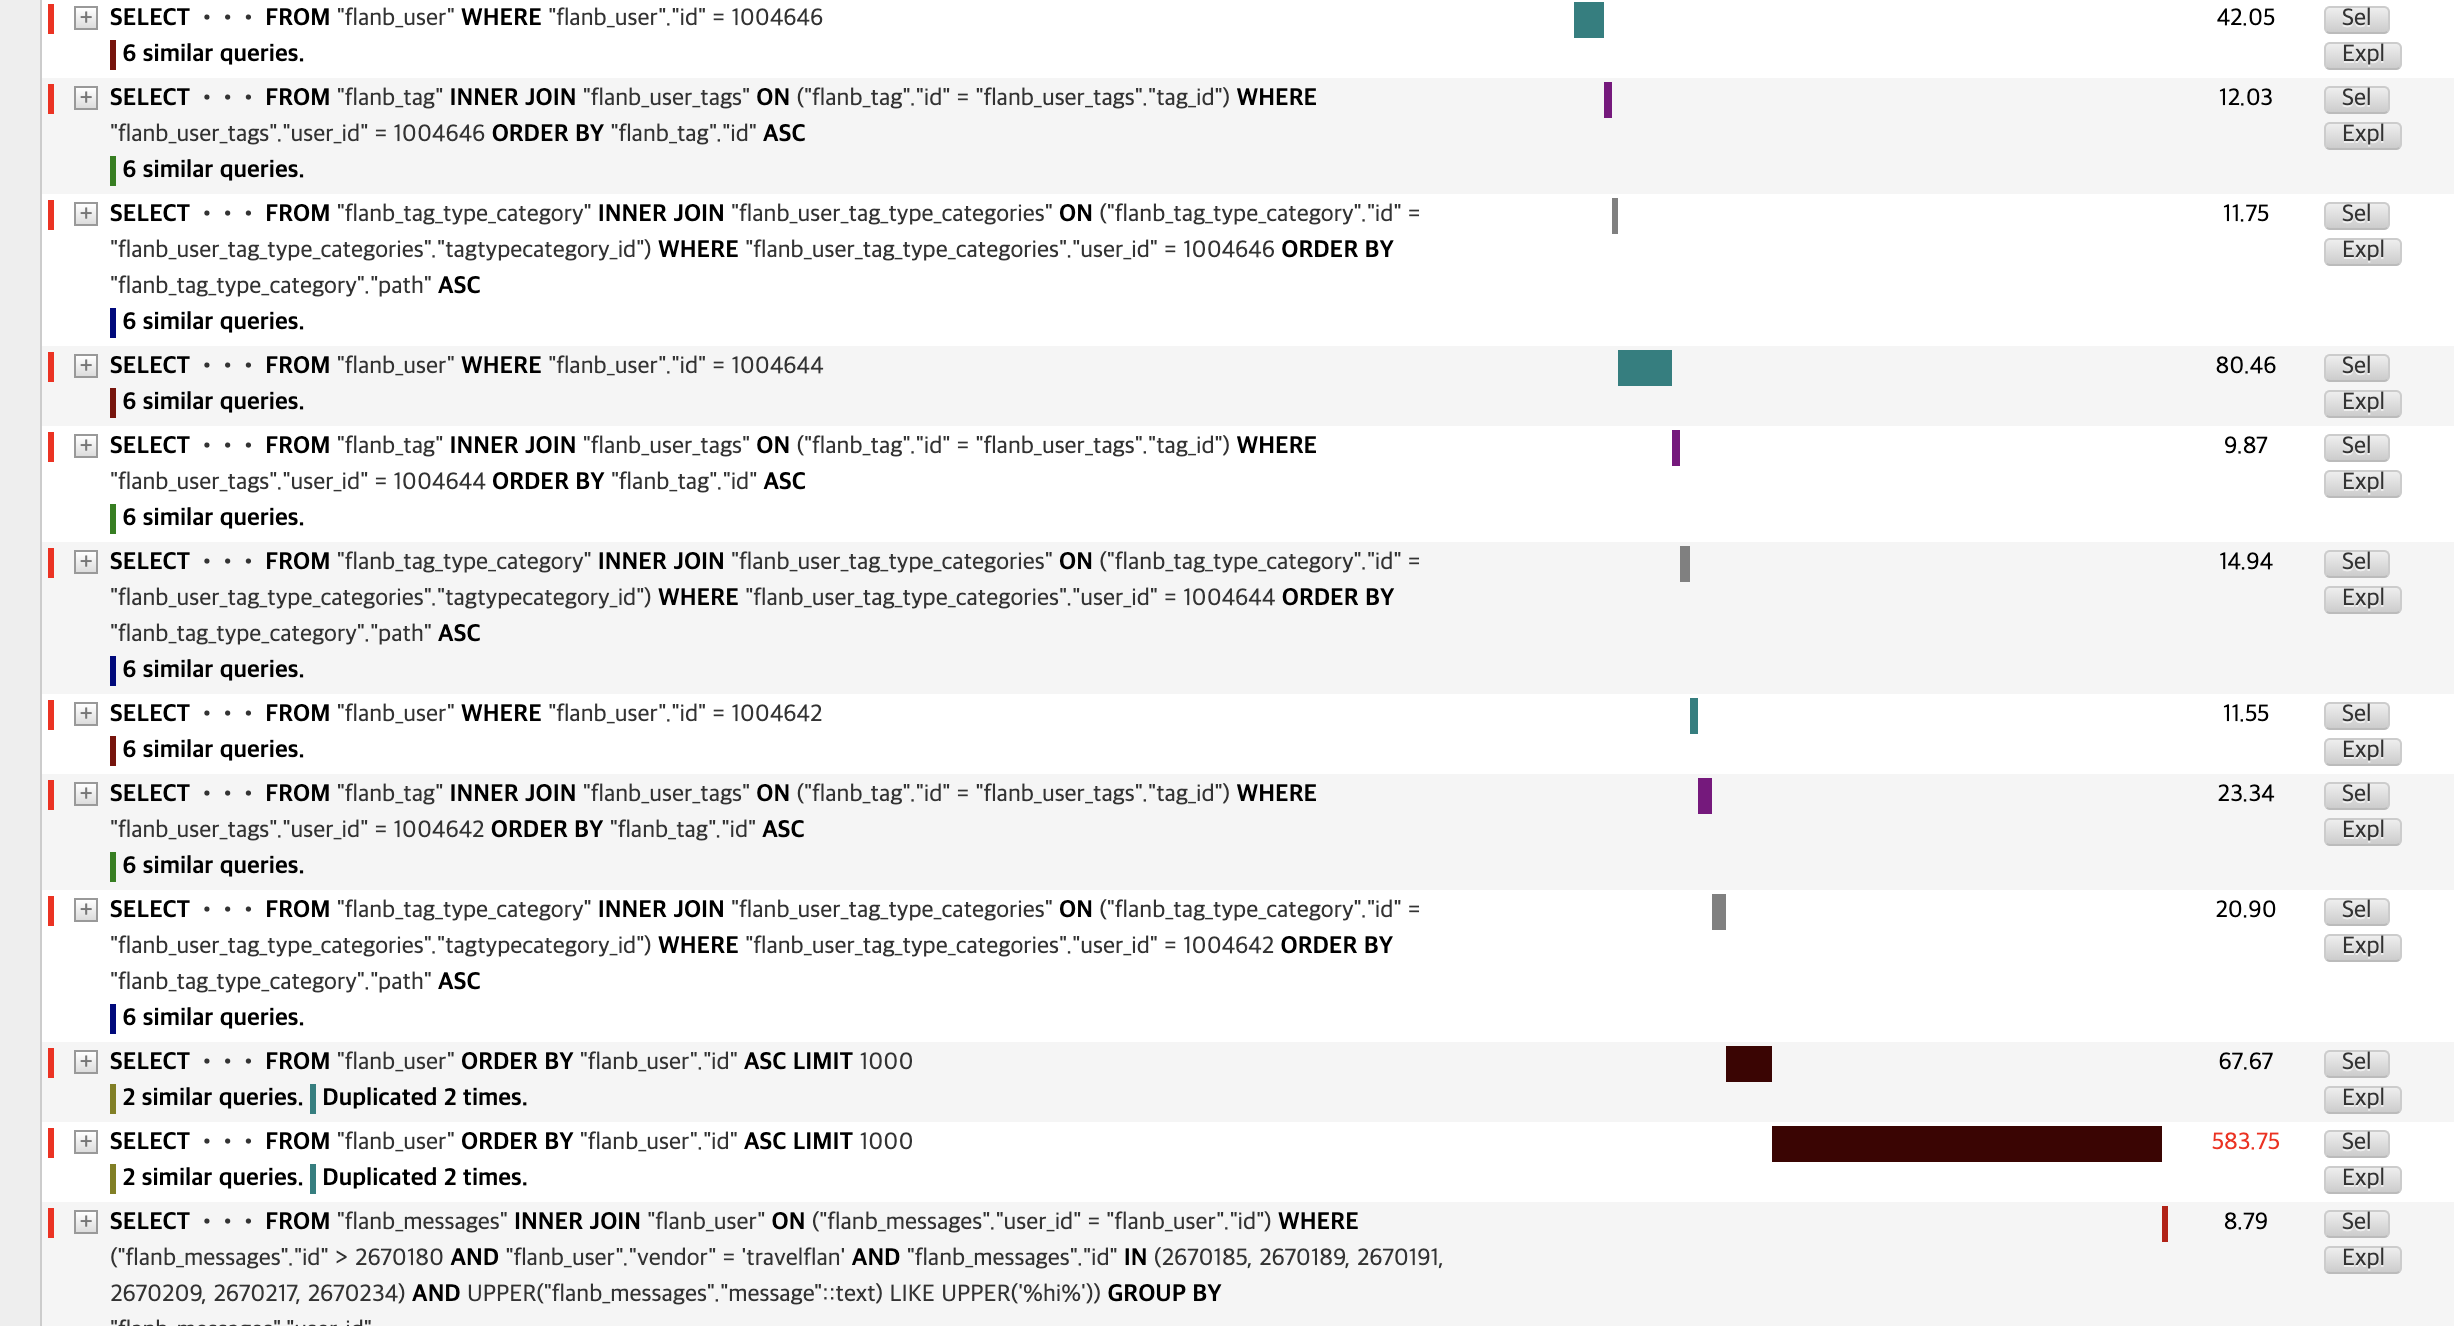 + SELECT ··· FROM "flanb_user" WHERE "flanb_user"."id" = 1004646 42.05 Sel
6 similar queries. Expl
+ SELECT ··· FROM "flanb_tag" INNER JOIN "flanb_user_tags" ON ("flanb_tag"."id" = "flanb_user_tags"."tag_id") WHERE 12.03 Sel
"flanb_user_tags"."user_id" = 1004646 ORDER BY "flanb_tag"."id" ASC Expl
6 similar queries.
+ SELECT ··· FROM "flanb_tag_type_category" INNER JOIN "flanb_user_tag_type_categories" ON ("flanb_tag_type_category"."id" = 11.75 Sel
"flanb_user_tag_type_categories"."tagtypecategory_id") WHERE "flanb_user_tag_type_categories"."user_id" = 1004646 ORDER BY Expl
"flanb_tag_type_category"."path" ASC
6 similar queries.
+ SELECT ··· FROM "flanb_user" WHERE "flanb_user"."id" = 1004644 80.46 Sel
6 similar queries. Expl
+ SELECT ··· FROM "flanb_tag" INNER JOIN "flanb_user_tags" ON ("flanb_tag"."id" = "flanb_user_tags"."tag_id") WHERE 9.87 Sel
"flanb_user_tags"."user_id" = 1004644 ORDER BY "flanb_tag"."id" ASC Expl
6 similar queries.
+ SELECT ··· FROM "flanb_tag_type_category" INNER JOIN "flanb_user_tag_type_categories" ON ("flanb_tag_type_category"."id" = 14.94 Sel
"flanb_user_tag_type_categories"."tagtypecategory_id") WHERE "flanb_user_tag_type_categories"."user_id" = 1004644 ORDER BY Expl
"flanb_tag_type_category"."path" ASC
6 similar queries.
+ SELECT ··· FROM "flanb_user" WHERE "flanb_user"."id" = 1004642 11.55 Sel
6 similar queries. Expl
+ SELECT ··· FROM "flanb_tag" INNER JOIN "flanb_user_tags" ON ("flanb_tag"."id" = "flanb_user_tags"."tag_id") WHERE 23.34 Sel
"flanb_user_tags"."user_id" = 1004642 ORDER BY "flanb_tag"."id" ASC Expl
6 similar queries.
+ SELECT ··· FROM "flanb_tag_type_category" INNER JOIN "flanb_user_tag_type_categories" ON ("flanb_tag_type_category"."id" = 20.90 Sel
"flanb_user_tag_type_categories"."tagtypecategory_id") WHERE "flanb_user_tag_type_categories"."user_id" = 1004642 ORDER BY Expl
"flanb_tag_type_category"."path" ASC
6 similar queries.
+ SELECT ··· FROM "flanb_user" ORDER BY "flanb_user"."id" ASC LIMIT 1000 67.67 Sel
2 similar queries. Duplicated 2 times. Expl
+ SELECT ··· FROM "flanb_user" ORDER BY "flanb_user"."id" ASC LIMIT 1000 583.75 Sel
2 similar queries. Duplicated 2 times. Expl
+ SELECT ··· FROM "flanb_messages" INNER JOIN "flanb_user" ON ("flanb_messages"."user_id" = "flanb_user"."id") WHERE 8.79 Sel
("flanb_messages"."id" > 2670180 AND "flanb_user"."vendor" = 'travelflan' AND "flanb_messages"."id" IN (2670185, 2670189, 2670191, Expl
2670209, 2670217, 2670234) AND UPPER("flanb_messages"."message"::text) LIKE UPPER('%hi%')) GROUP BY
"flanb_messages"."user_id"